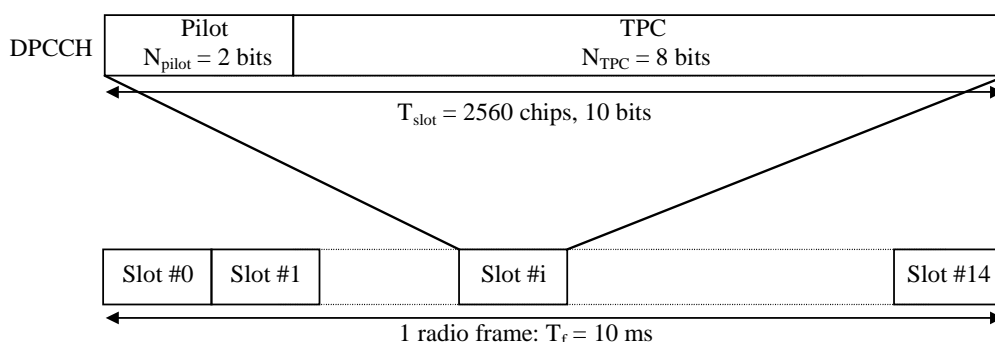 Pilot
TPC
DPCCH
N_pilot = 2 bits
N_TPC = 8 bits
T_slot = 2560 chips, 10 bits
Slot #0 Slot #1 Slot #i Slot #14
1 radio frame: T_f = 10 ms